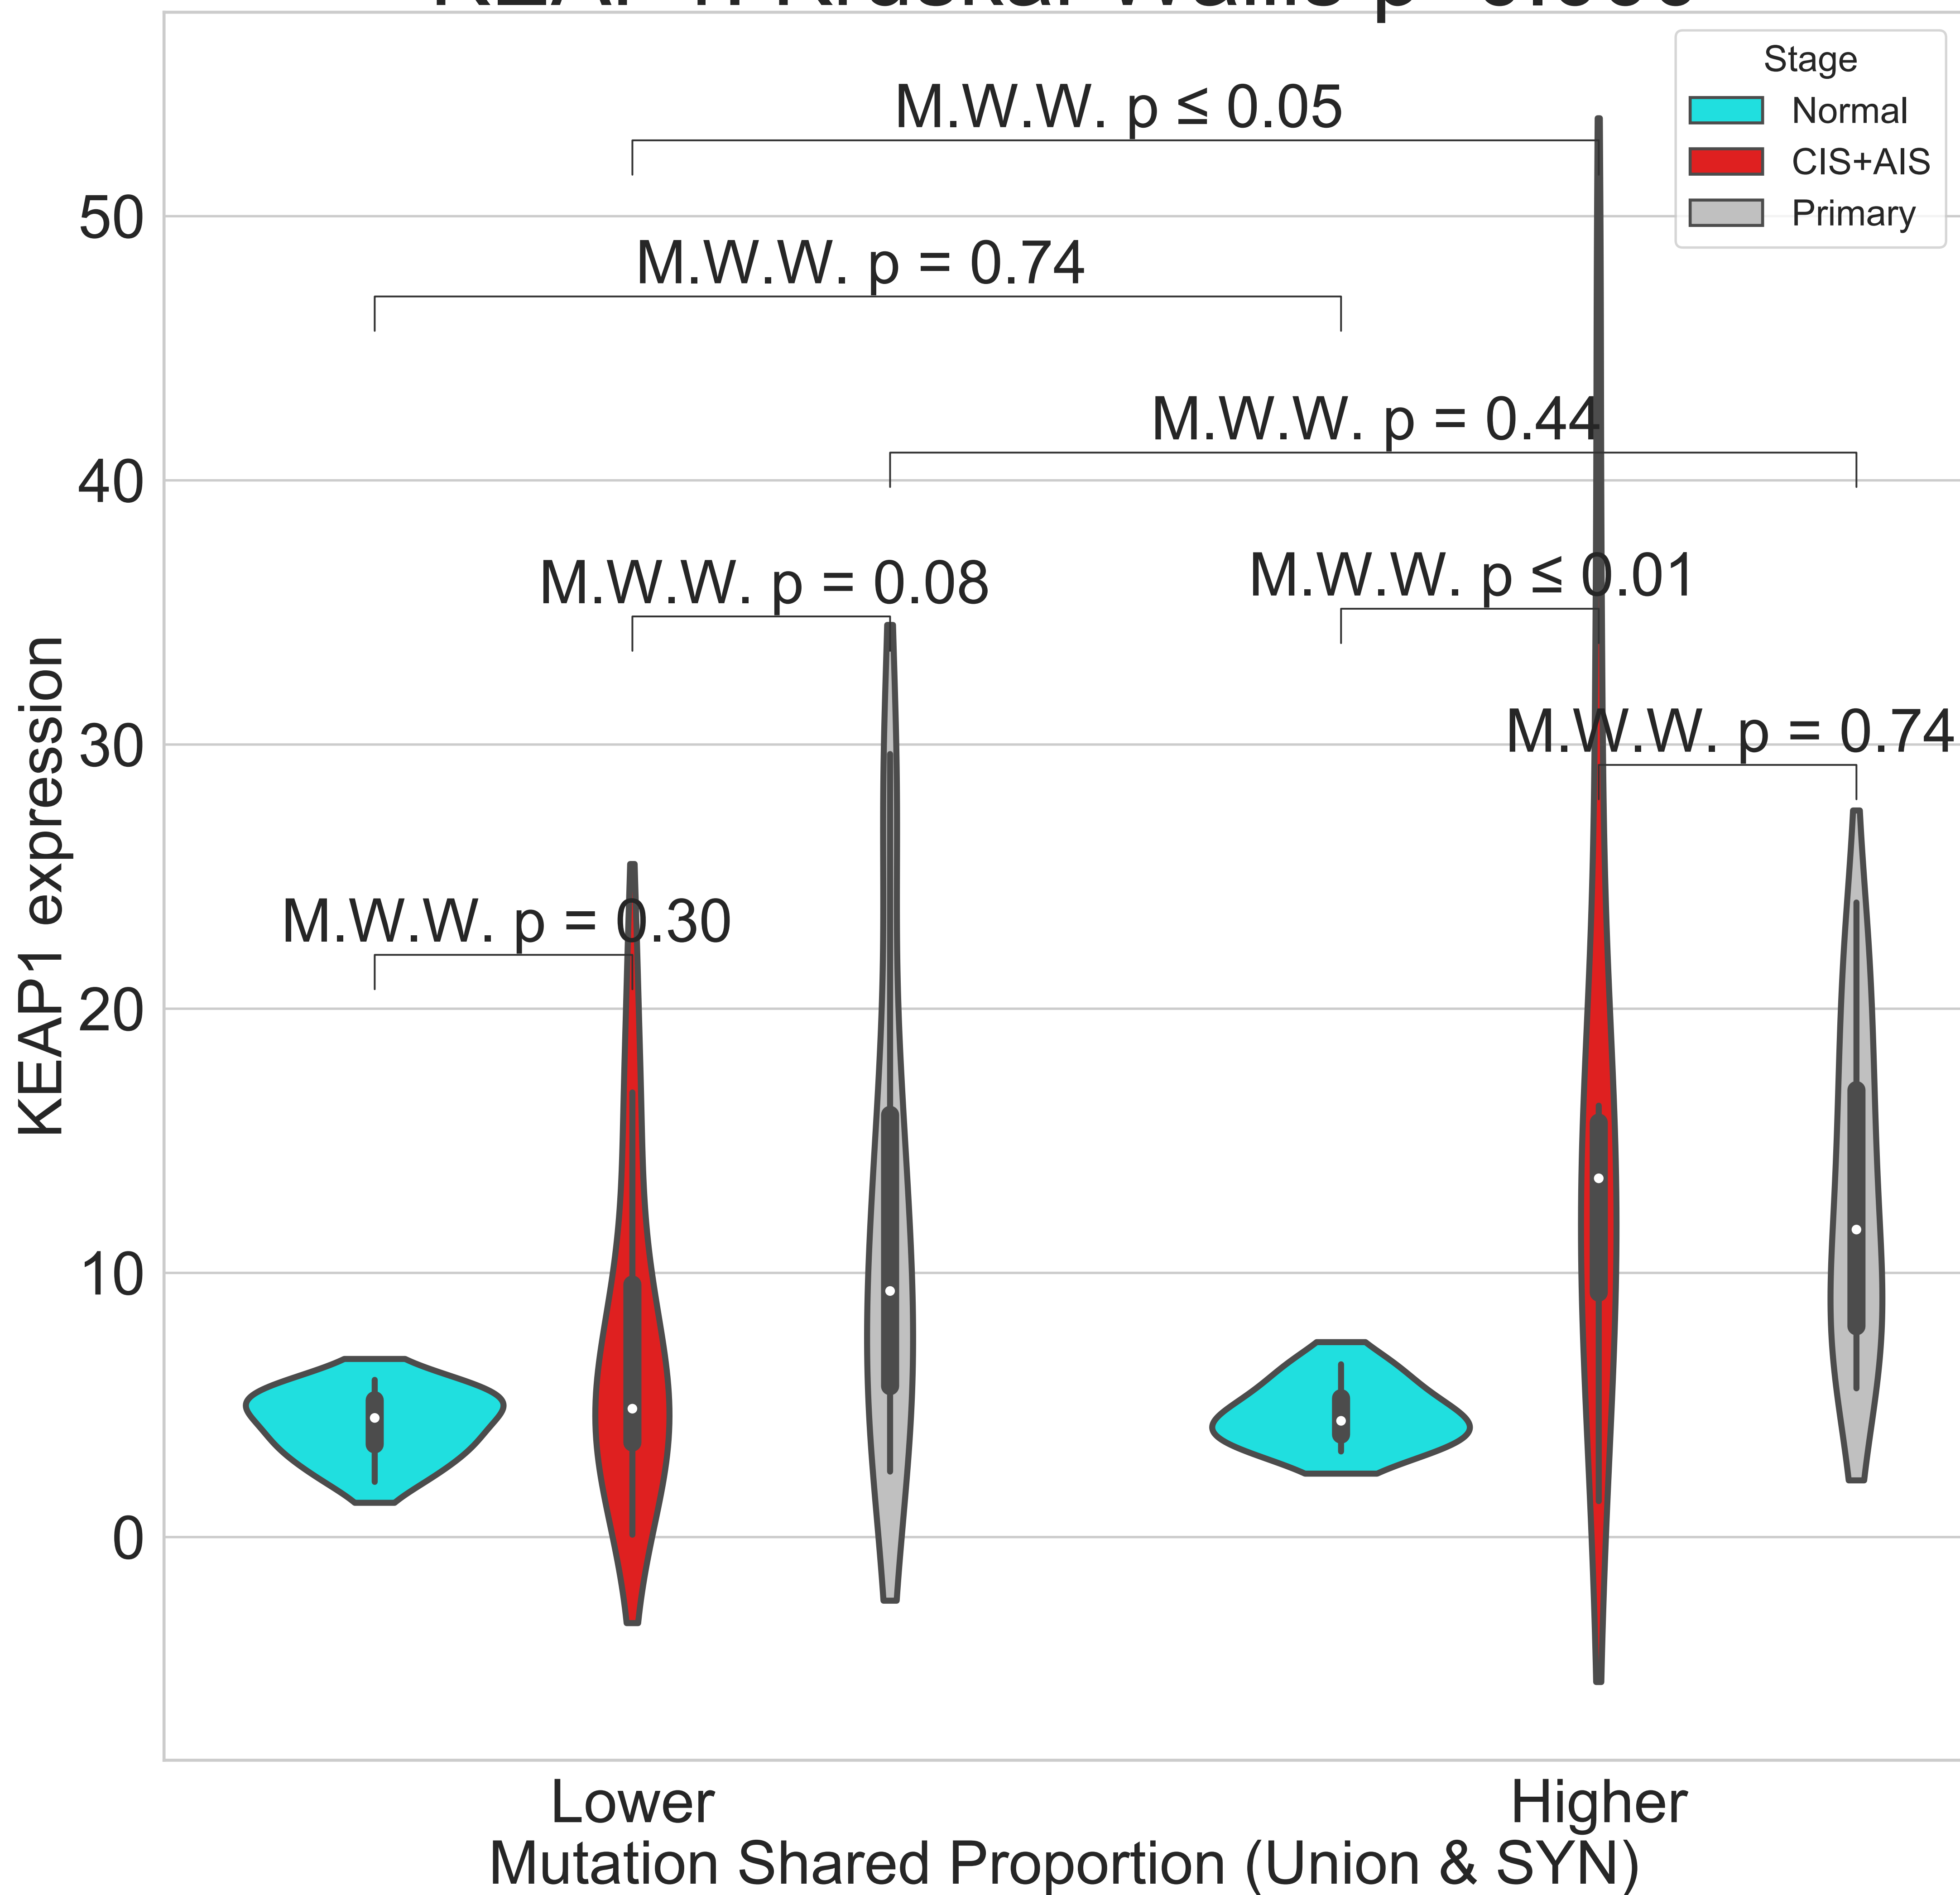 Stage
Normal
CIS+AIS
Primary
M.W.W. p ≤ 0.05
M.W.W. p = 0.74
M.W.W. p = 0.44
M.W.W. p = 0.08
M.W.W. p ≤ 0.01
M.W.W. p = 0.74
M.W.W. p = 0.30
KEAP1 expression
50
40
30
20
10
0
Lower
Higher
Mutation Shared Proportion (Union & SYN)